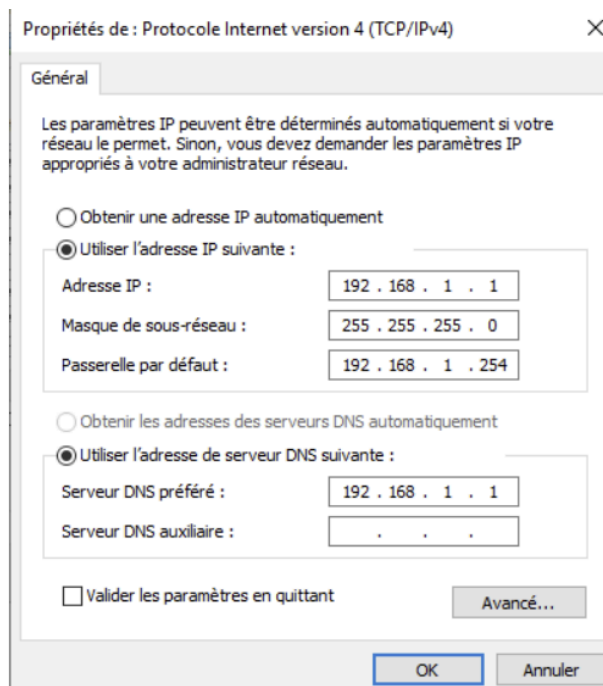 Propriétés de : Protocole Internet version 4 (TCP/IPv4)
Général
Les paramètres IP peuvent être déterminés automatiquement si votre
réseau le permet. Sinon, vous devez demander les paramètres IP
appropriés à votre administrateur réseau.
Obtenir une adresse IP automatiquement
Utiliser l'adresse IP suivante :
Adresse IP : 192 . 168 . 1 . 1
Masque de sous-réseau : 255 . 255 . 255 . 0
Passerelle par défaut : 192 . 168 . 1 . 254
Obtenir les adresses des serveurs DNS automatiquement
Utiliser l'adresse de serveur DNS suivante :
Serveur DNS préféré : 192 . 168 . 1 . 1
Serveur DNS auxiliaire : . . .
Valider les paramètres en quittant Avancé...
OK Annuler